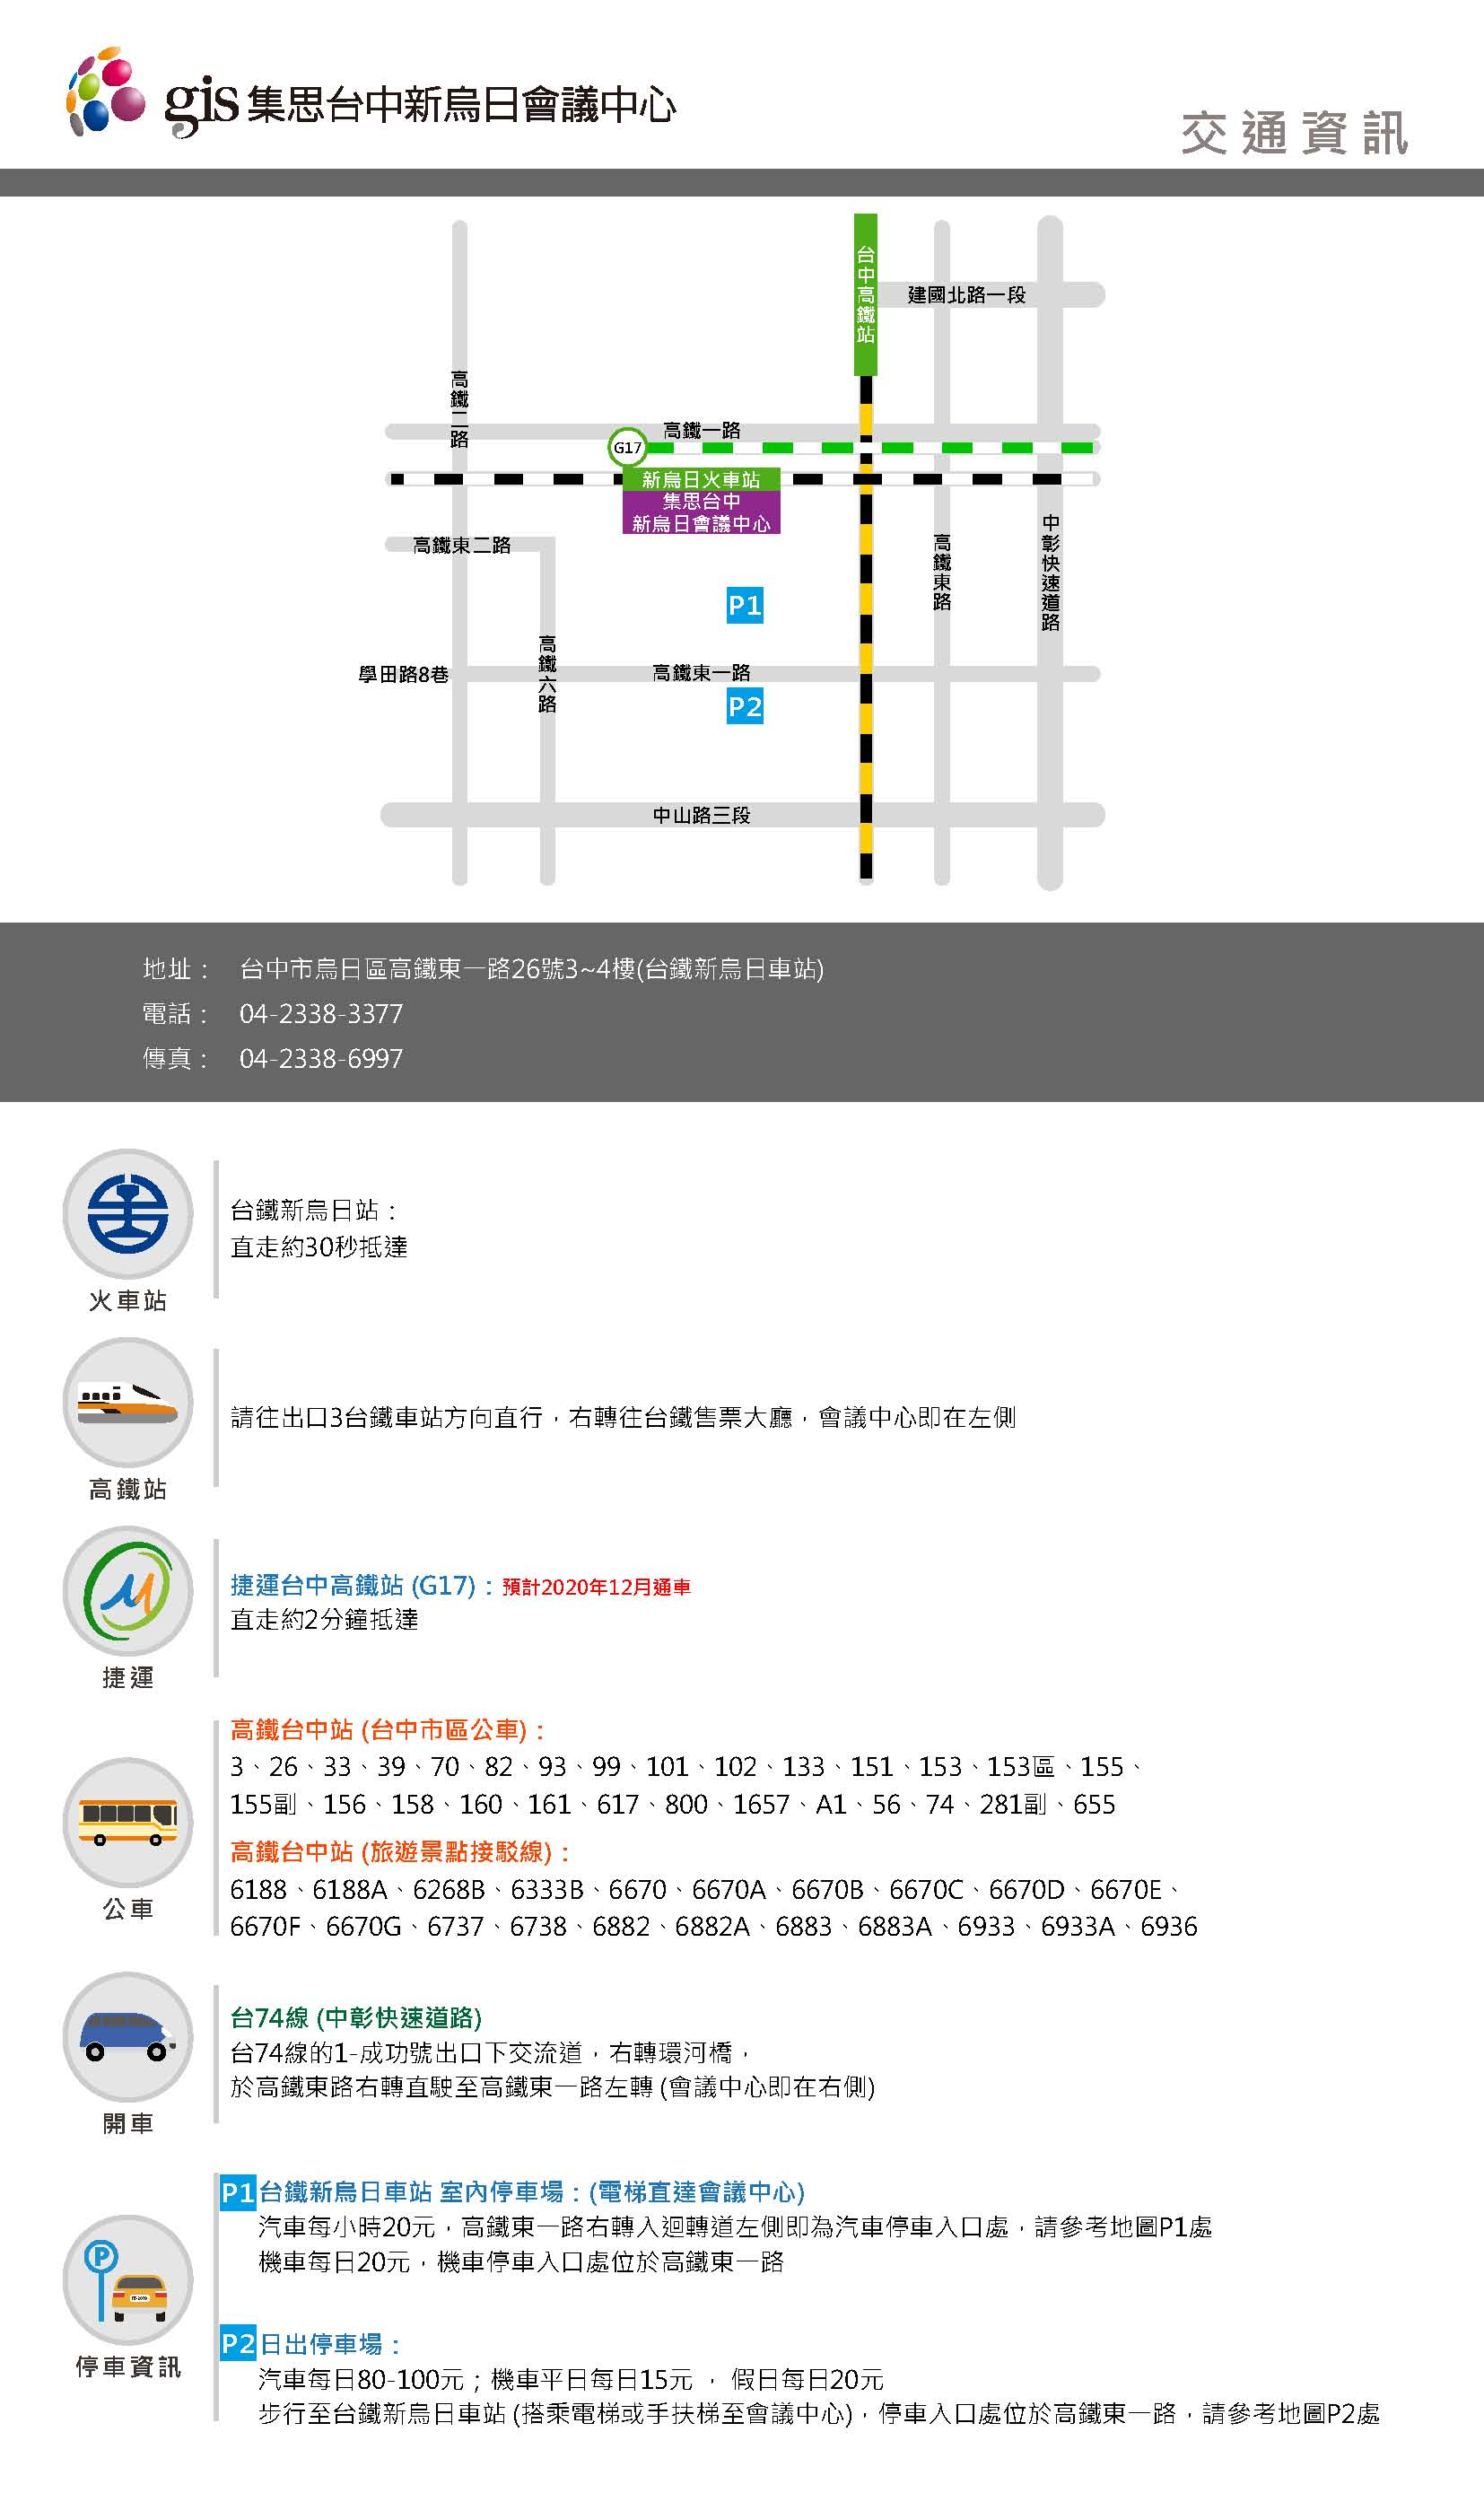 gis 集思台中新烏日會議中心
交通資訊
台中高鐵站
建國北路一段
高鐵二路
高鐵一路
G17
新烏日火車站
集思台中
新烏日會議中心
高鐵東二路
高鐵東路
中彰快速道路
P1
高鐵六路
學田路8巷
高鐵東一路
P2
中山路三段
地址： 台中市烏日區高鐵東一路26號3~4樓(台鐵新烏日車站)
電話： 04-2338-3377
傳真： 04-2338-6997
台鐵新烏日站：
直走約30秒抵達
火車站
請往出口3台鐵車站方向直行，右轉往台鐵售票大廳，會議中心即在左側
高鐵站
捷運台中高鐵站 (G17)：預計2020年12月通車
直走約2分鐘抵達
捷運
高鐵台中站 (台中市區公車)：
3、26、33、39、70、82、93、99、101、102、133、151、153、153區、155、
155副、156、158、160、161、617、800、1657、A1、56、74、281副、655
高鐵台中站 (旅遊景點接駁線)：
6188、6188A、6268B、6333B、6670、6670A、6670B、6670C、6670D、6670E、
6670F、6670G、6737、6738、6882、6882A、6883、6883A、6933、6933A、6936
公車
台74線 (中彰快速道路)
台74線的1-成功號出口下交流道，右轉環河橋，
於高鐵東路右轉直駛至高鐵東一路左轉 (會議中心即在右側)
開車
P1台鐵新烏日車站 室內停車場：(電梯直達會議中心)
汽車每小時20元，高鐵東一路右轉入迴轉道左側即為汽車停車入口處，請參考地圖P1處
機車每日20元，機車停車入口處位於高鐵東一路
P
P2日出停車場：
停車資訊
汽車每日80-100元；機車平日每日15元 ， 假日每日20元
步行至台鐵新烏日車站 (搭乘電梯或手扶梯至會議中心)，停車入口處位於高鐵東一路，請參考地圖P2處